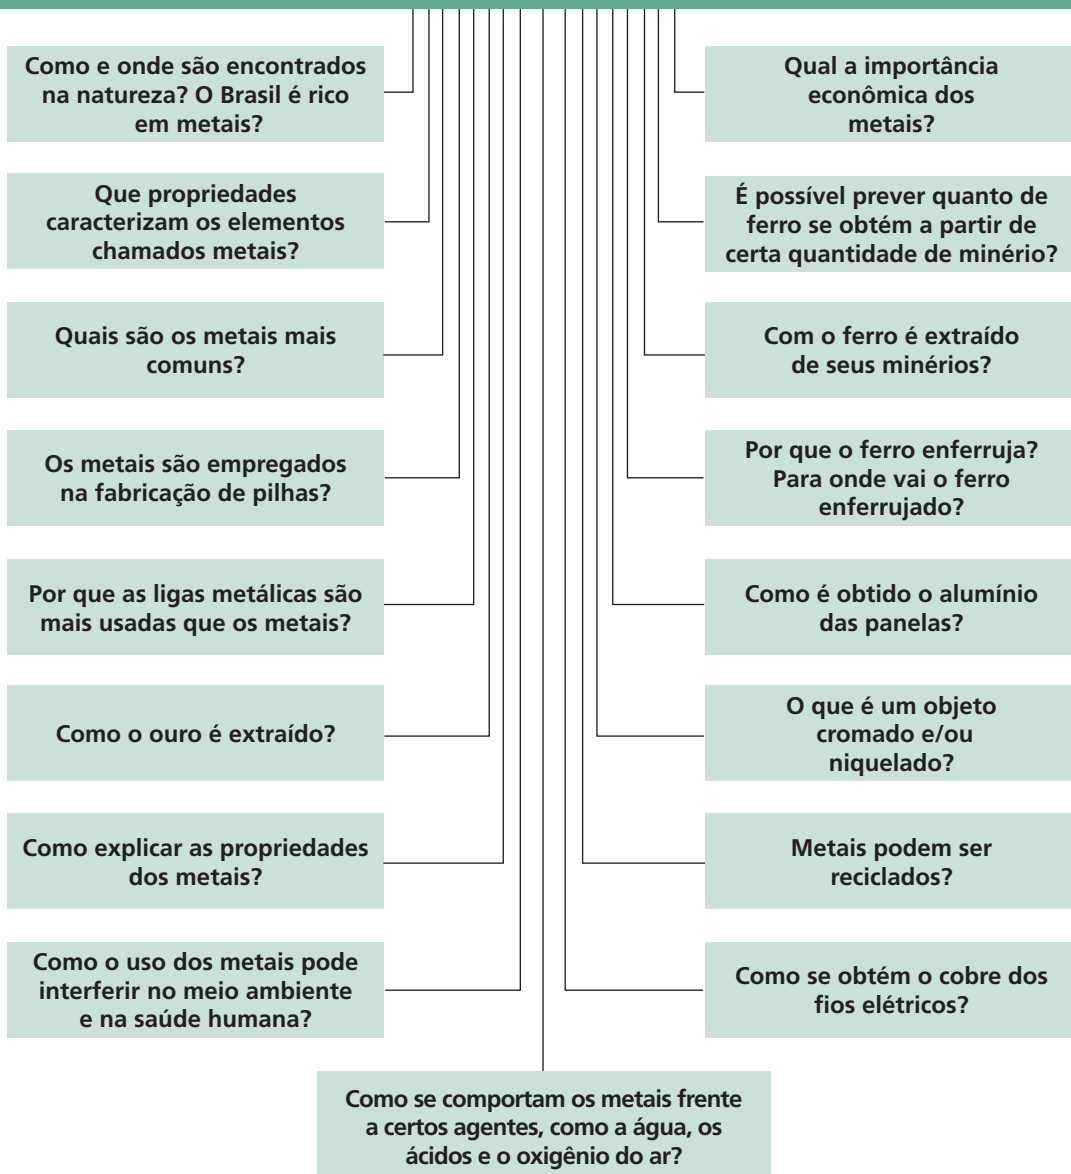 Como e onde são encontrados
na natureza? O Brasil é rico
em metais?
Qual a importância
econômica dos
metais?
Que propriedades
caracterizam os elementos
chamados metais?
É possível prever quanto de
ferro se obtém a partir de
certa quantidade de minério?
Quais são os metais mais
comuns?
Com o ferro é extraído
de seus minérios?
Os metais são empregados
na fabricação de pilhas?
Por que o ferro enferruja?
Para onde vai o ferro
enferrujado?
Por que as ligas metálicas são
mais usadas que os metais?
Como é obtido o alumínio
das panelas?
Como o ouro é extraído?
O que é um objeto
cromado e/ou
niquelado?
Como explicar as propriedades
dos metais?
Metais podem ser
reciclados?
Como o uso dos metais pode
interferir no meio ambiente
e na saúde humana?
Como se obtém o cobre dos
fios elétricos?
Como se comportam os metais frente
a certos agentes, como a água, os
ácidos e o oxigênio do ar?